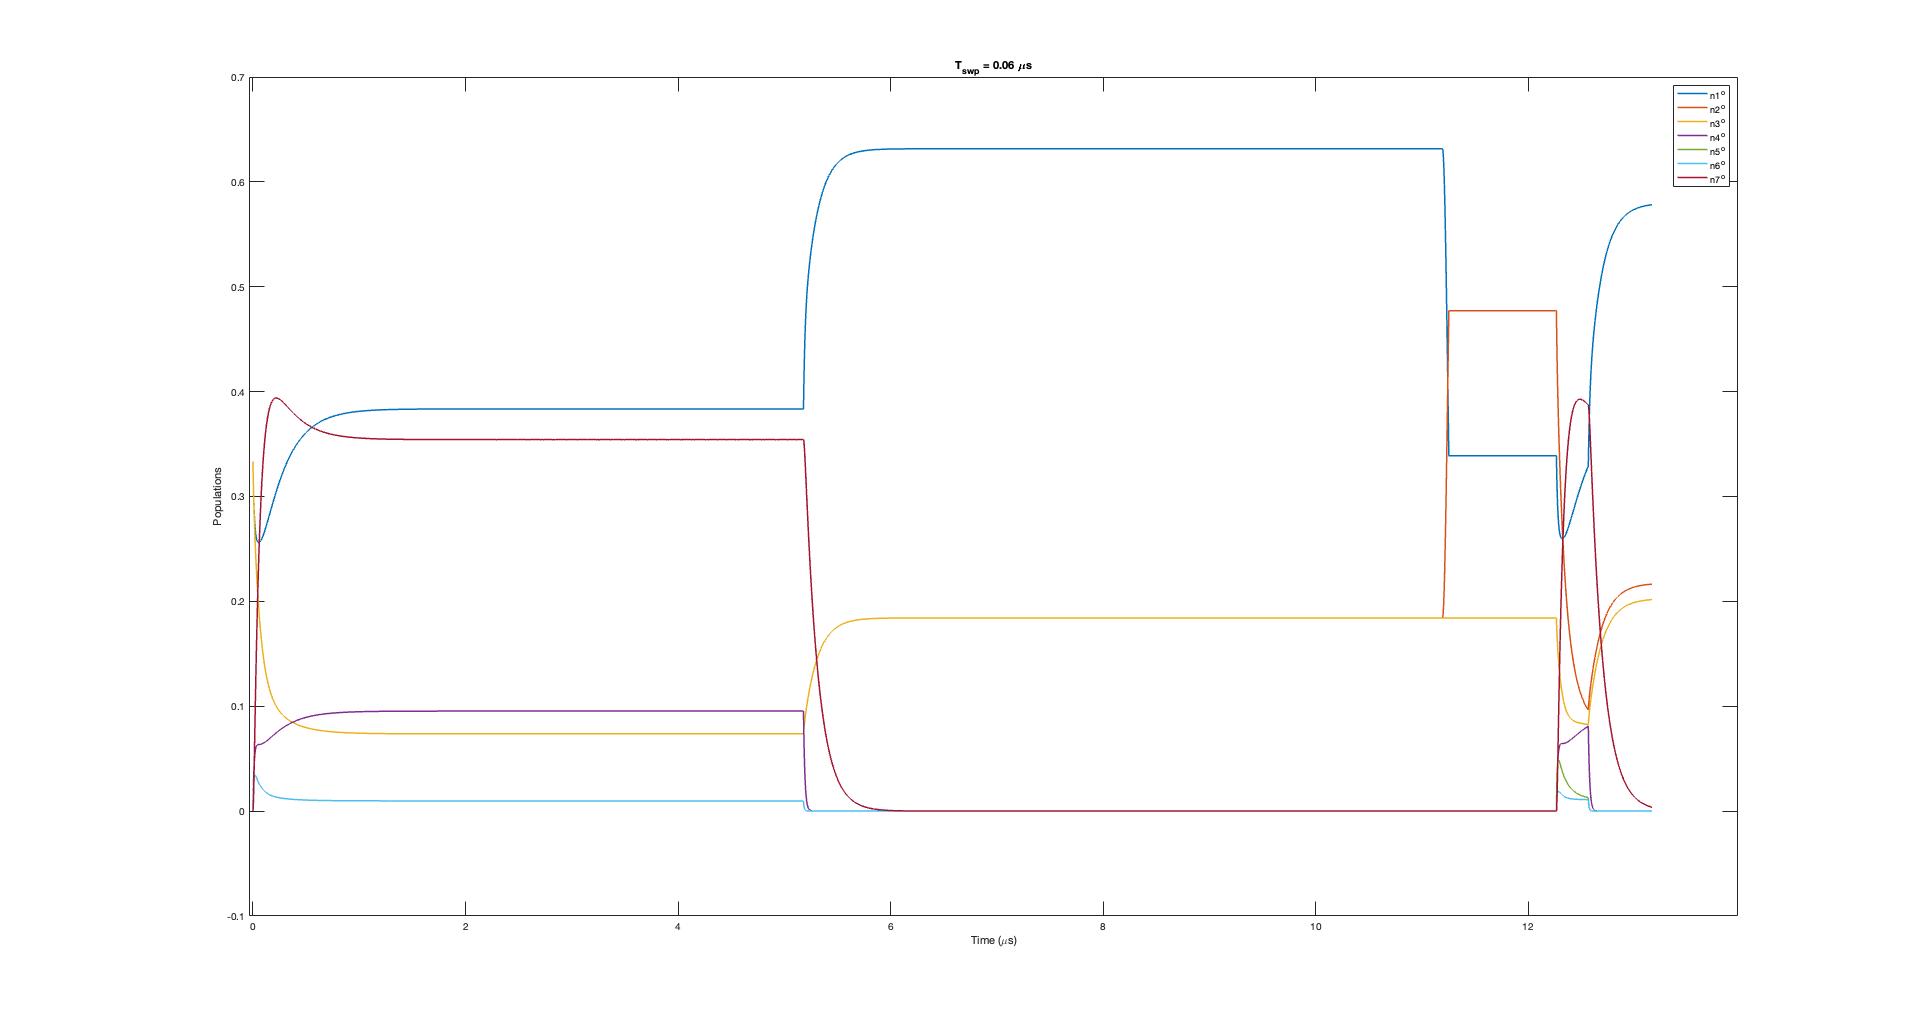 T_swp = 0.06 μs
0.7
0.6
0.5
0.4
0.3
0.2
0.1
0
-0.1
Populations
0 2 4 6 8 10 12
Time (μs)
n1°
n2°
n3°
n4°
n5°
n6°
n7°